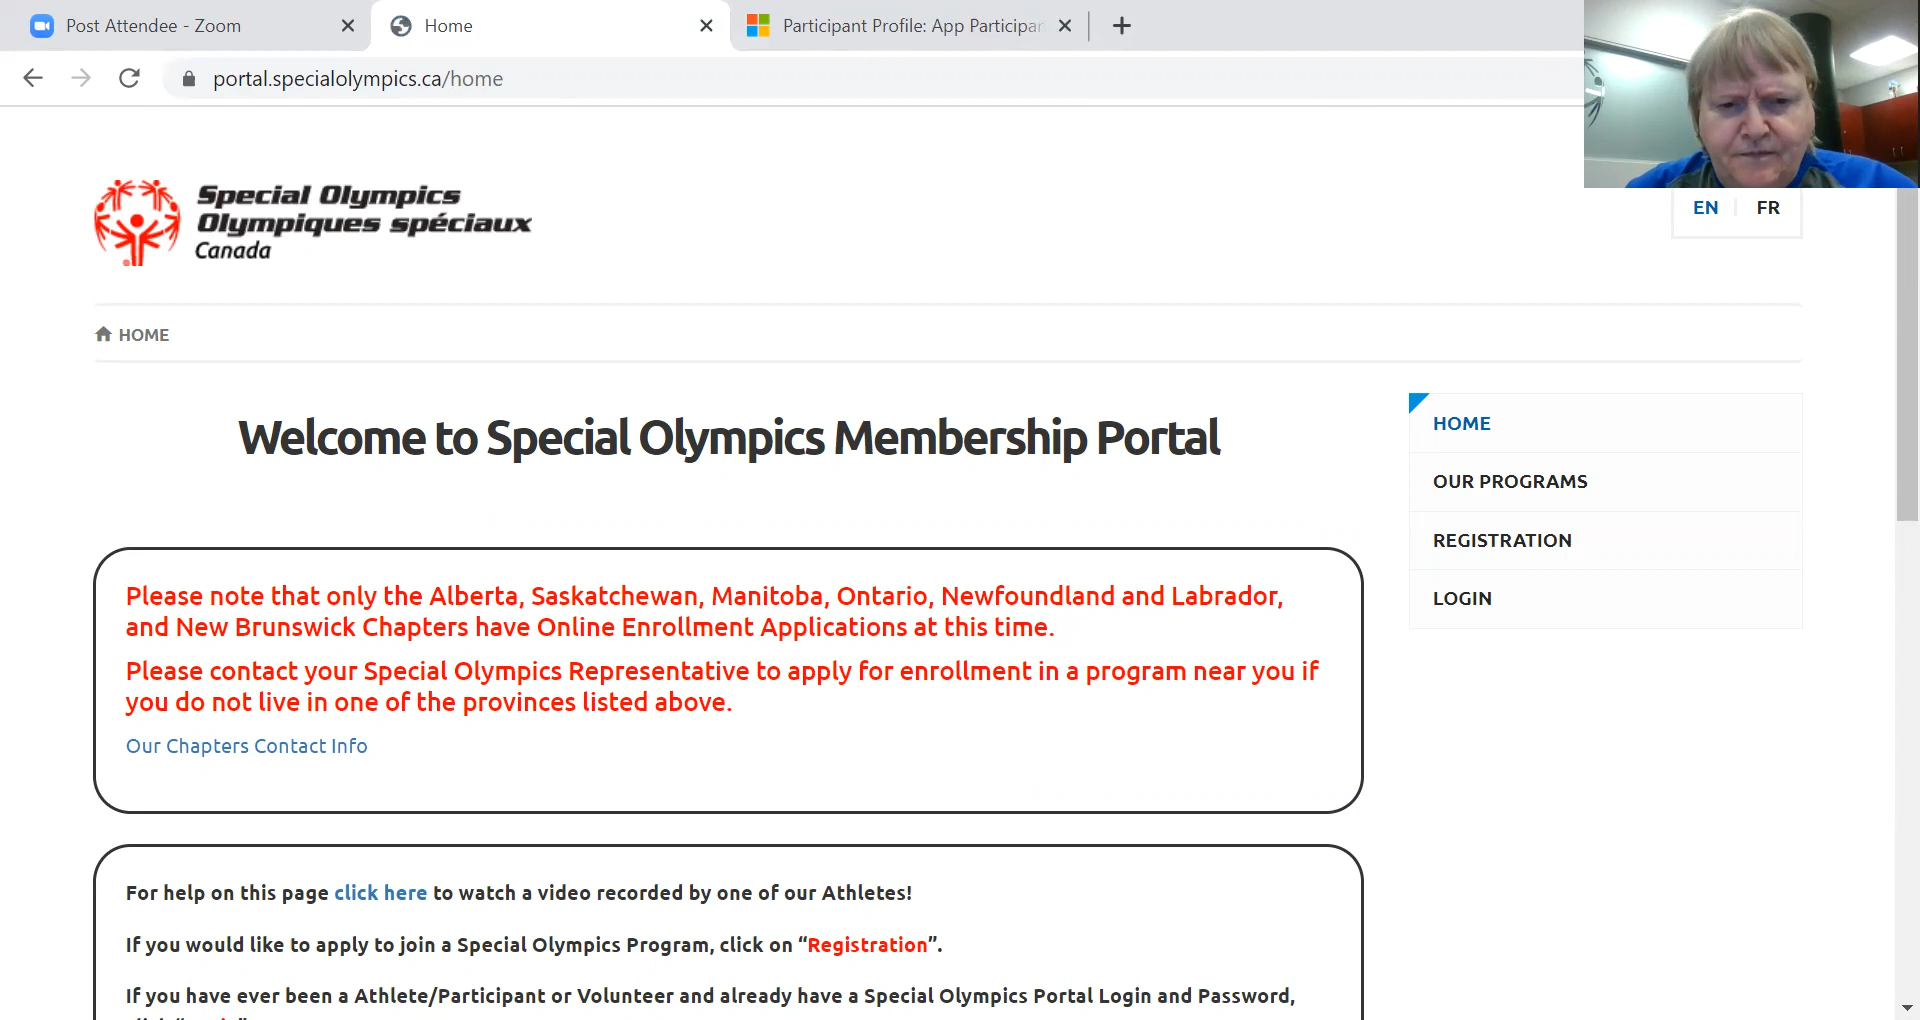 Post Attendee - Zoom
Home
Participant Profile: App Participan
portal.specialolympics.ca/home
Special Olympics
Olympiques spéciaux
Canada
EN
FR
HOME
Welcome to Special Olympics Membership Portal
HOME
OUR PROGRAMS
REGISTRATION
LOGIN
Please note that only the Alberta, Saskatchewan, Manitoba, Ontario, Newfoundland and Labrador,
and New Brunswick Chapters have Online Enrollment Applications at this time.
Please contact your Special Olympics Representative to apply for enrollment in a program near you if
you do not live in one of the provinces listed above.
Our Chapters Contact Info
For help on this page click here to watch a video recorded by one of our Athletes!
If you would like to apply to join a Special Olympics Program, click on “Registration”.
If you have ever been a Athlete/Participant or Volunteer and already have a Special Olympics Portal Login and Password,